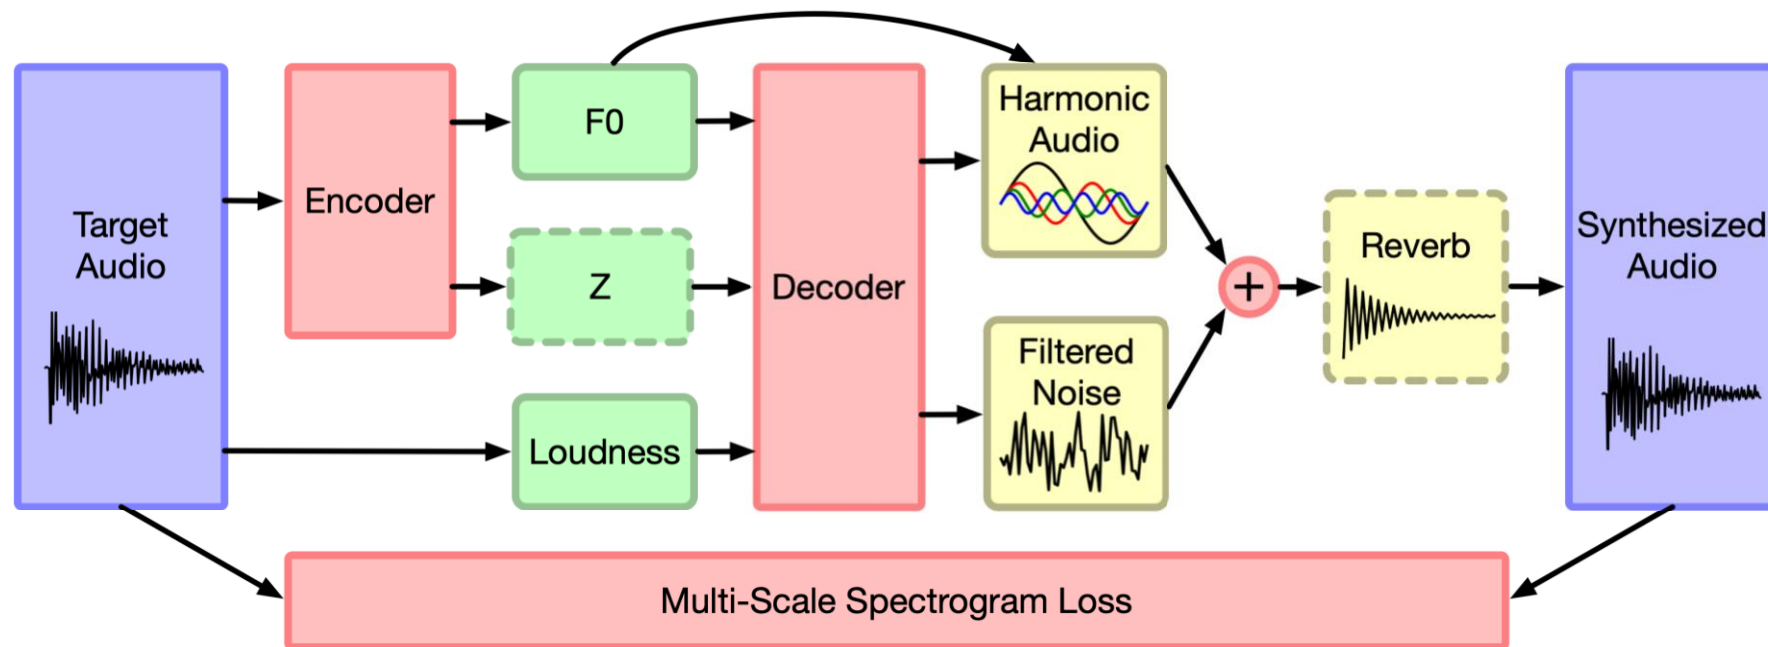 Target
Audio
Encoder
F0
Z
Loudness
Decoder
Harmonic
Audio
Filtered
Noise
+
Reverb
Synthesized
Audio
Multi-Scale Spectrogram Loss